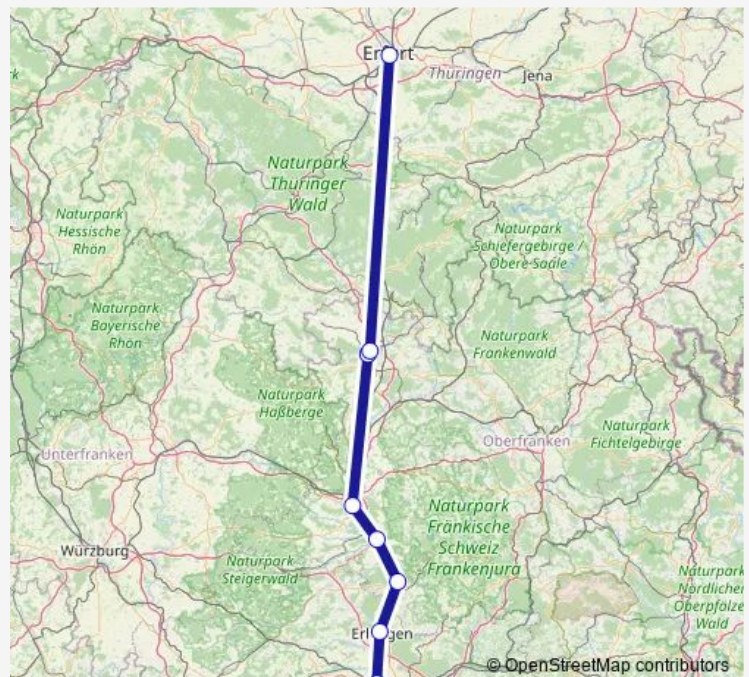 Erfurt
Thüringen
Jena
Naturpark
Thüringer
Wald
Naturpark
Hessische
Rhön
Naturpark
Schiefergebirge /
Obere Saale
Naturpark
Bayerische
Rhön
Naturpark
Frankenwald
Naturpark
Haßberge
Naturpark
Fichtelgebirge
Oberfranken
Unterfranken
Naturpark
Fränkische
Schweiz
Frankenjura
Würzburg
Naturpark
Steigerwald
Naturpark
Nördlicher
Oberpfälze
Wald
Erlangen
© OpenStreetMap contributors